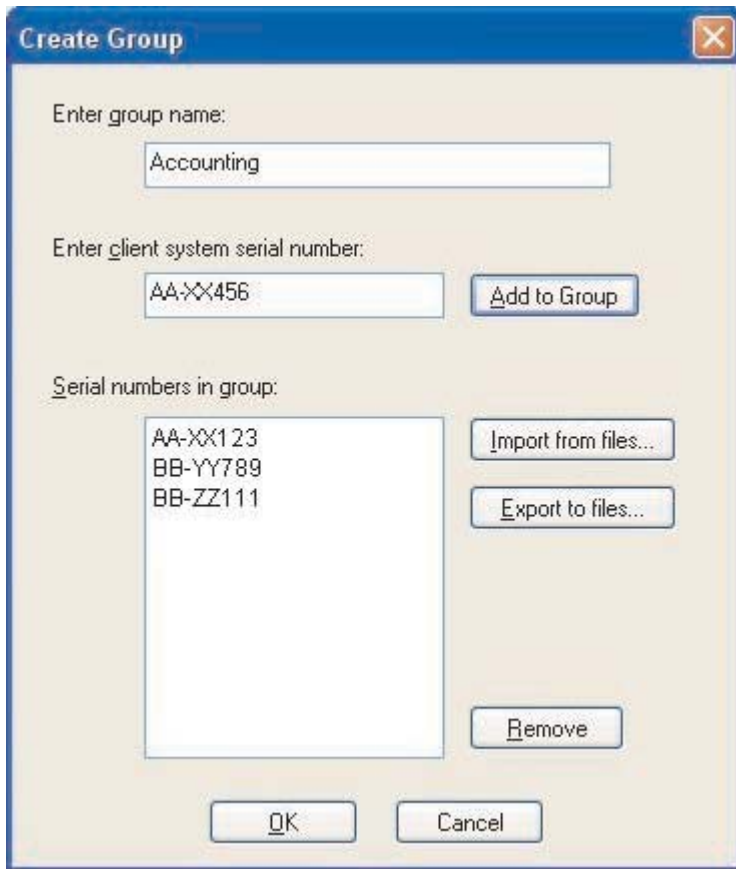 Create Group
Enter group name:
Accounting
Enter client system serial number:
AA-XX456
Add to Group
Serial numbers in group:
AA-XX123
BB-YY789
BB-ZZ111
Import from files...
Export to files...
Remove
OK
Cancel